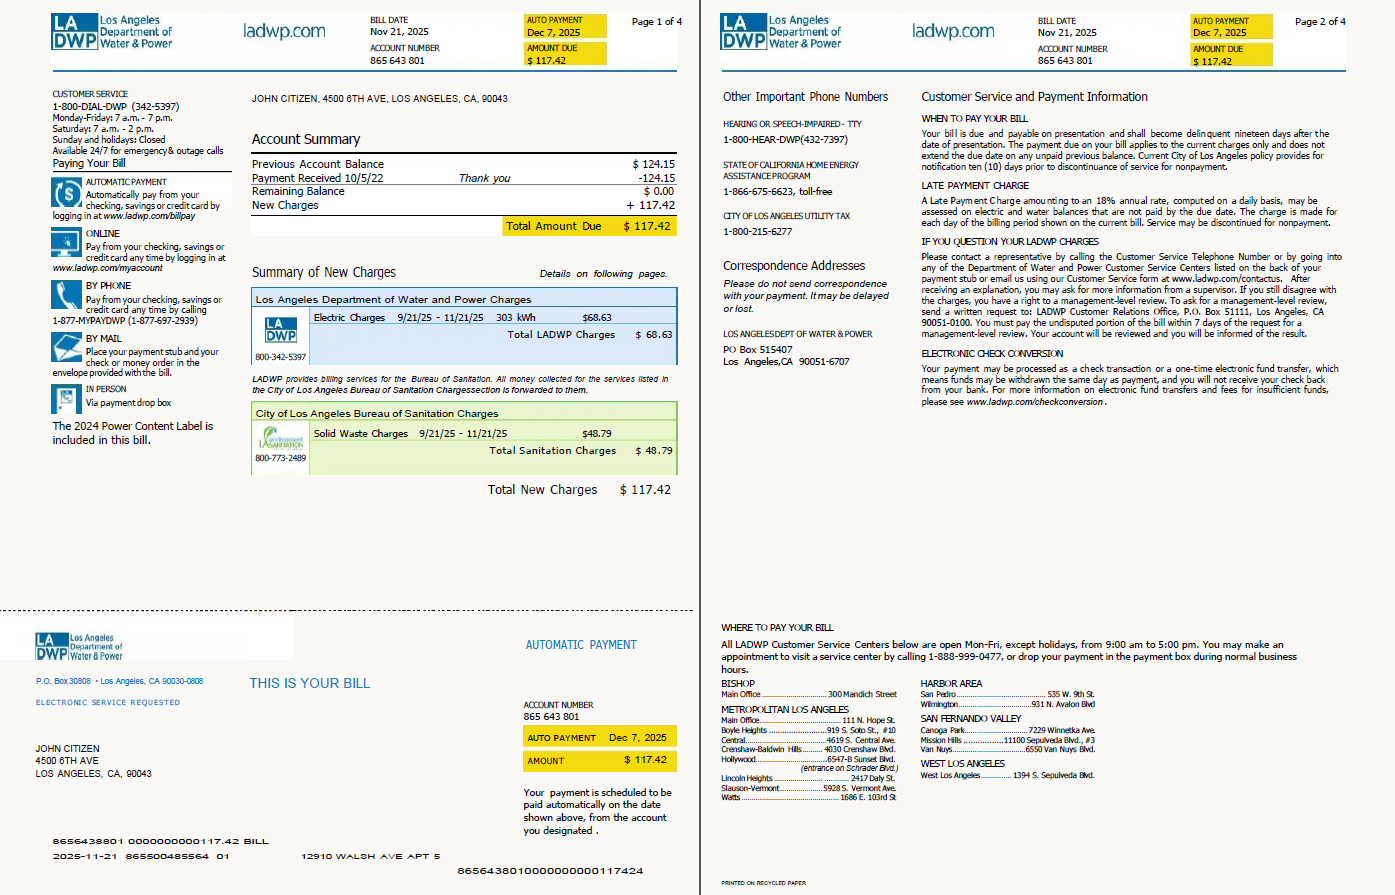 LA DWP Los Angeles Department of Water & Power
ladwp.com
BILL DATE
Nov 21, 2025
ACCOUNT NUMBER
865 643 801
AUTO PAYMENT
Dec 7, 2025
AMOUNT DUE
$ 117.42
Page 1 of 4
CUSTOMER SERVICE
1-800-DIAL-DWP (342-5397)
Monday-Friday: 7 a.m. - 7 p.m.
Saturday: 7 a.m. - 2 p.m.
Sunday and holidays: Closed
Available 24/7 for emergency & outage calls
Paying Your Bill
AUTOMATIC PAYMENT
Automatically pay from your
checking, savings or credit card by
logging in at www.ladwp.com/billpay
ONLINE
Pay from your checking, savings or
credit card any time by logging in at
www.ladwp.com/myaccount
BY PHONE
Pay from your checking, savings or
credit card any time by calling
1-877-MYPAYDWP (1-877-697-2939)
BY MAIL
Place your payment stub and your
check or money order in the
envelope provided with the bill.
IN PERSON
Via payment drop box
The 2024 Power Content Label is
included in this bill.
JOHN CITIZEN, 4500 6TH AVE, LOS ANGELES, CA, 90043
Account Summary
Previous Account Balance $ 124.15
Payment Received 10/5/22 Thank you -124.15
Remaining Balance $ 0.00
New Charges + 117.42
Total Amount Due $ 117.42
Summary of New Charges Details on following pages.
Los Angeles Department of Water and Power Charges
LA DWP
800-342-5397
Electric Charges 9/21/25 - 11/21/25 303 kWh $68.63
Total LADWP Charges $ 68.63
LADWP provides billing services for the Bureau of Sanitation. All money collected for the services listed in
the City of Los Angeles Bureau of Sanitation Chargessection is forwarded to them.
City of Los Angeles Bureau of Sanitation Charges
LA SANITATION
800-773-2489
Solid Waste Charges 9/21/25 - 11/21/25 $48.79
Total Sanitation Charges $ 48.79
Total New Charges $ 117.42
LA DWP Los Angeles Department of Water & Power
P.O. Box 30808 • Los Angeles, CA 90030-0808
ELECTRONIC SERVICE REQUESTED
THIS IS YOUR BILL
AUTOMATIC PAYMENT
ACCOUNT NUMBER
865 643 801
AUTO PAYMENT Dec 7, 2025
AMOUNT $ 117.42
JOHN CITIZEN
4500 6TH AVE
LOS ANGELES, CA, 90043
Your payment is scheduled to be
paid automatically on the date
shown above, from the account
you designated .
8656438801 0000000000117.42 BILL
2025-11-21 865500485564 01 12910 WALSH AVE APT 5
8656438010000000000117424
LA DWP Los Angeles Department of Water & Power
ladwp.com
BILL DATE
Nov 21, 2025
ACCOUNT NUMBER
865 643 801
AUTO PAYMENT
Dec 7, 2025
AMOUNT DUE
$ 117.42
Page 2 of 4
Other Important Phone Numbers
HEARING OR SPEECH-IMPAIRED - TTY
1-800-HEAR-DWP(432-7397)
STATE OF CALIFORNIA HOME ENERGY
ASSISTANCE PROGRAM
1-866-675-6623, toll-free
CITY OF LOS ANGELES UTILITY TAX
1-800-215-6277
Correspondence Addresses
Please do not send correspondence
with your payment. It may be delayed
or lost.
LOS ANGELES DEPT OF WATER & POWER
PO Box 515407
Los Angeles,CA 90051-6707
Customer Service and Payment Information
WHEN TO PAY YOUR BILL
Your bill is due and payable on presentation and shall become delinquent nineteen days after the
date of presentation. The payment due on your bill applies to the current charges only and does not
extend the due date on any unpaid previous balance. Current City of Los Angeles policy provides for
notification ten (10) days prior to discontinuance of service for nonpayment.
LATE PAYMENT CHARGE
A Late Payment Charge amounting to an 18% annual rate, computed on a daily basis, may be
assessed on electric and water balances that are not paid by the due date. The charge is made for
each day of the billing period shown on the current bill. Service may be discontinued for nonpayment.
IF YOU QUESTION YOUR LADWP CHARGES
Please contact a representative by calling the Customer Service Telephone Number or by going into
any of the Department of Water and Power Customer Service Centers listed on the back of your
payment stub or email us using our Customer Service form at www.ladwp.com/contactus. After
receiving an explanation, you may ask for more information from a supervisor. If you still disagree with
the charges, you have a right to a management-level review. To ask for a management-level review,
send a written request to: LADWP Customer Relations Office, P.O. Box 51111, Los Angeles, CA
90051-0100. You must pay the undisputed portion of the bill within 7 days of the request for a
management-level review. Your account will be reviewed and you will be informed of the result.
ELECTRONIC CHECK CONVERSION
Your payment may be processed as a check transaction or a one-time electronic fund transfer, which
means funds may be withdrawn the same day as payment, and you will not receive your check back
from your bank. For more information on electronic fund transfers and fees for insufficient funds,
please see www.ladwp.com/checkconversion .
WHERE TO PAY YOUR BILL
All LADWP Customer Service Centers below are open Mon-Fri, except holidays, from 9:00 am to 5:00 pm. You may make an
appointment to visit a service center by calling 1-888-999-0477, or drop your payment in the payment box during normal business
hours.
BISHOP
Main Office 300 Mandich Street
METROPOLITAN LOS ANGELES
Main Office 111 N. Hope St.
Boyle Heights 919 S. Soto St., #10
Central 4619 S. Central Ave.
Crenshaw-Baldwin Hills 4030 Crenshaw Blvd.
Hollywood 6547-B Sunset Blvd.
(entrance on Schrader Blvd.)
Lincoln Heights 2417 Daly St.
Slauson-Vermont 5928 S. Vermont Ave.
Watts 1686 E. 103rd St
HARBOR AREA
San Pedro 535 W. 9th St.
Wilmington 931 N. Avalon Blvd
SAN FERNANDO VALLEY
Canoga Park 7229 Winnetka Ave.
Mission Hills 11100 Sepulveda Blvd., #3
Van Nuys 6550 Van Nuys Blvd.
WEST LOS ANGELES
West Los Angeles 1394 S. Sepulveda Blvd.
PRINTED ON RECYCLED PAPER